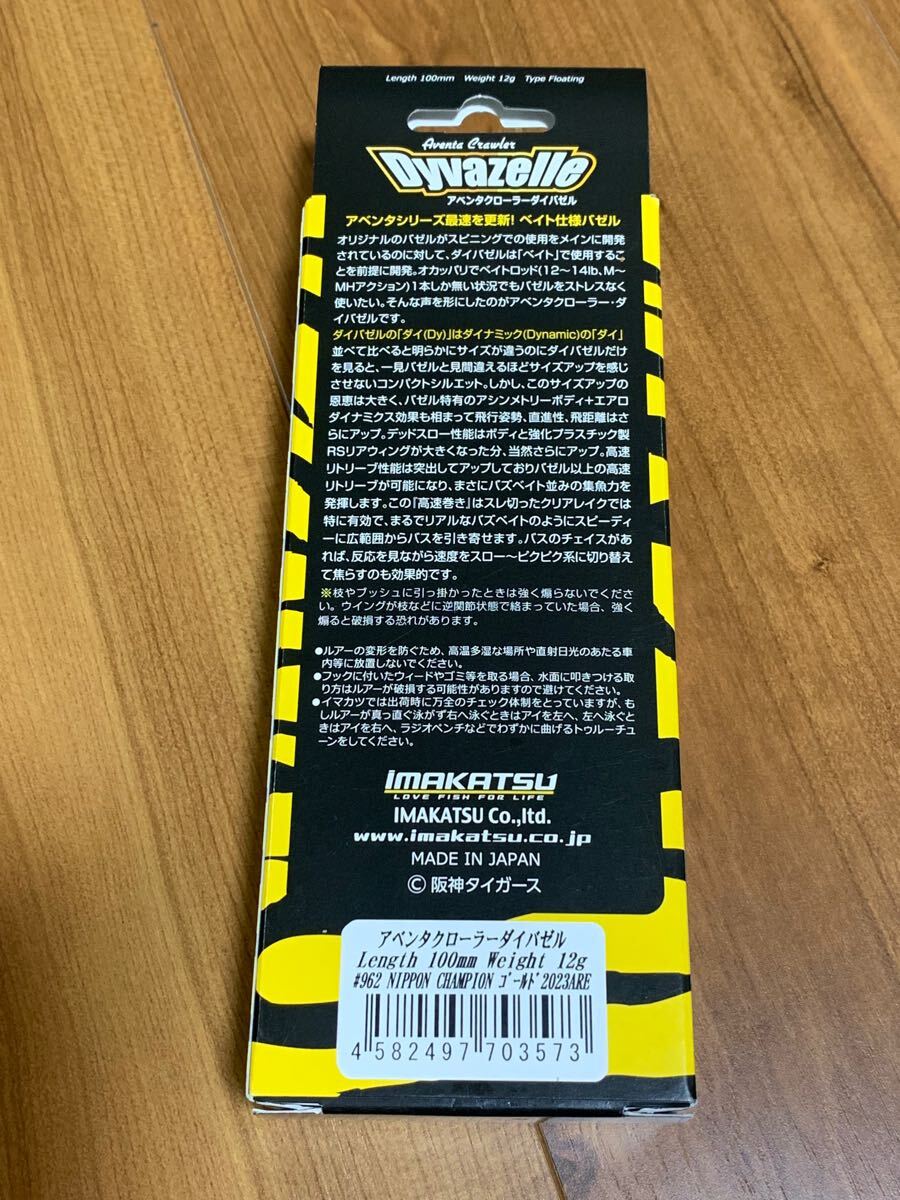 Length 100mm Weight 12g Type Floating
Aventa Crawler
Dyvazelle
アベンタクローラーダイバゼル
アベンタシリーズ最速を更新! ベイト仕様バゼル
オリジナルのバゼルがスピニングでの使用をメインに開発
されているのに対して、ダイバゼルは「ベイト」で使用するこ
とを前提に開発。オカッパリでベイトロッド(12〜14lb、M〜
MHアクション)1本しか無い状況でもバゼルをストレスなく
使いたい。そんな声を形にしたのがアベンタクローラー・ダ
イバゼルです。
ダイバゼルの「ダイ(Dy)」はダイナミック(Dynamic)の「ダイ」
並べて比べると明らかにサイズが違うのにダイバゼルだけ
を見ると、一見バゼルと見間違えるほどサイズアップを感じ
させないコンパクトシルエット。しかし、このサイズアップの
恩恵は大きく、バゼル特有のアシンメトリーボディ+エアロ
ダイナミクス効果も相まって飛行姿勢、直進性、飛距離はさ
らにアップ。デッドスロー性能はボディと強化プラスチック製
RSリアウィングが大きくなった分、当然さらにアップ。高速
リトリーブ性能は突出してアップしておりバゼル以上の高速
リトリーブが可能になり、まさにバズベイト並みの集魚力を
発揮します。この「高速巻き」はスレ切ったクリアレイクでは
特に有効で、まるでリアルなバズベイトのようにスピーディ
ーに広範囲からバスを引き寄せます。バスのチェイスがあ
れば、反応を見ながら速度をスロー〜ピクピク系に切り替え
て焦らすのも効果的です。
※枝やブッシュに引っ掛かったときは強く煽らないでくださ
い。ウイングが枝などに逆関節状態で絡まっていた場合、強く
煽ると破損する恐れがあります。
●ルアーの変形を防ぐため、高温多湿な場所や直射日光のあたる車
内等に放置しないでください。
●フックに付いたウィードやゴミ等を取る場合、水面に叩きつける取
り方はルアーが破損する可能性がありますので避けてください。
●イマカツでは出荷時に万全のチェック体制をとっていますが、も
しルアーが真っ直ぐ泳がず右へ泳ぐときはアイを左へ、左へ泳ぐと
きはアイを右へ、ラジオペンチなどでわずかに曲げるトゥルーチュ
ーンをしてください。
IMAKATSU
LOVE FISH FOR LIFE
IMAKATSU Co.,ltd.
www.imakatsu.co.jp
MADE IN JAPAN
© 阪神タイガース
アベンタクローラーダイバゼル
Length 100mm Weight 12g
#962 NIPPON CHAMPION ゴールド2023ARE
4 582497 703573